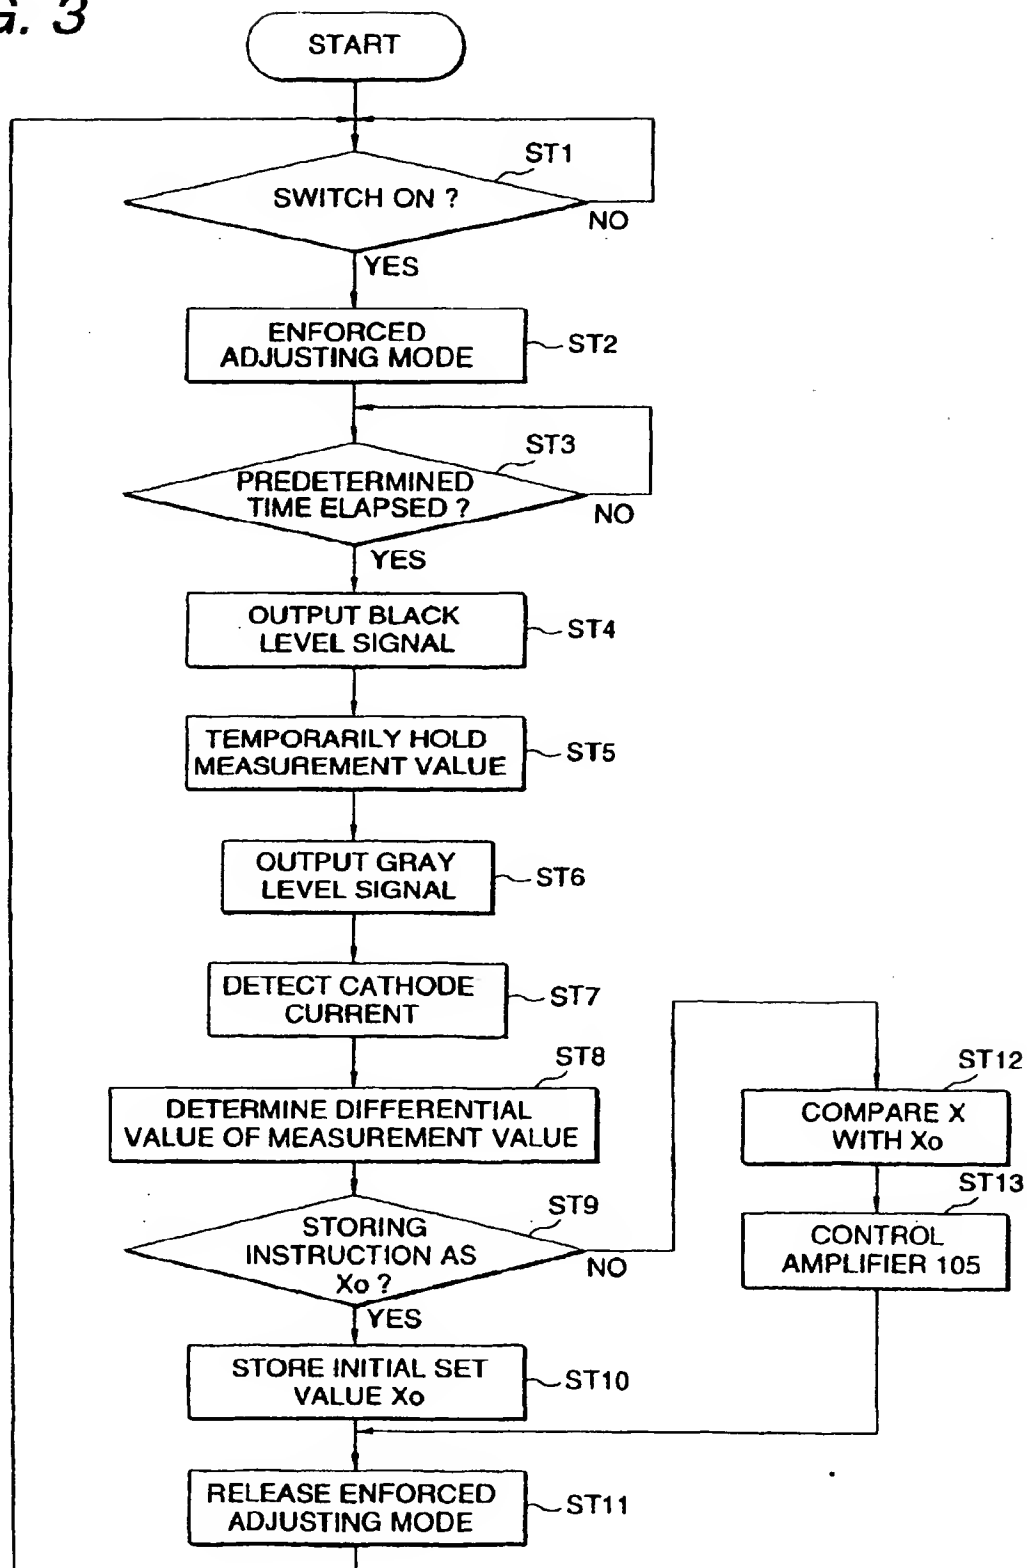 G. 3
START
ST1
SWITCH ON ?
NO
YES
ENFORCED
ADJUSTING MODE
ST2
ST3
PREDETERMINED
TIME ELAPSED ?
NO
YES
OUTPUT BLACK
LEVEL SIGNAL
ST4
TEMPORARILY HOLD
MEASUREMENT VALUE
ST5
OUTPUT GRAY
LEVEL SIGNAL
ST6
DETECT CATHODE
CURRENT
ST7
ST8
DETERMINE DIFFERENTIAL
VALUE OF MEASUREMENT VALUE
ST9
STORING
INSTRUCTION AS
Xo ?
NO
YES
ST12
COMPARE X
WITH Xo
ST13
CONTROL
AMPLIFIER 105
STORE INITIAL SET
VALUE Xo
ST10
RELEASE ENFORCED
ADJUSTING MODE
ST11